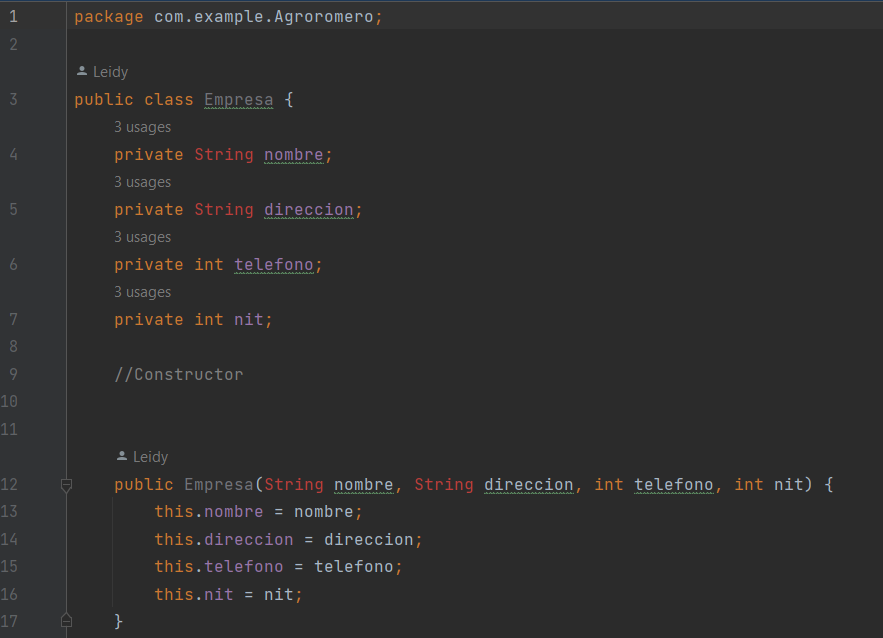 1 package com.example.Agroromero;
2
Leidy
3 public class Empresa {
3 usages
4 private String nombre;
3 usages
5 private String direccion;
3 usages
6 private int telefono;
3 usages
7 private int nit;
8
9 //Constructor
10
11
Leidy
12 public Empresa(String nombre, String direccion, int telefono, int nit) {
13 this.nombre = nombre;
14 this.direccion = direccion;
15 this.telefono = telefono;
16 this.nit = nit;
17 }